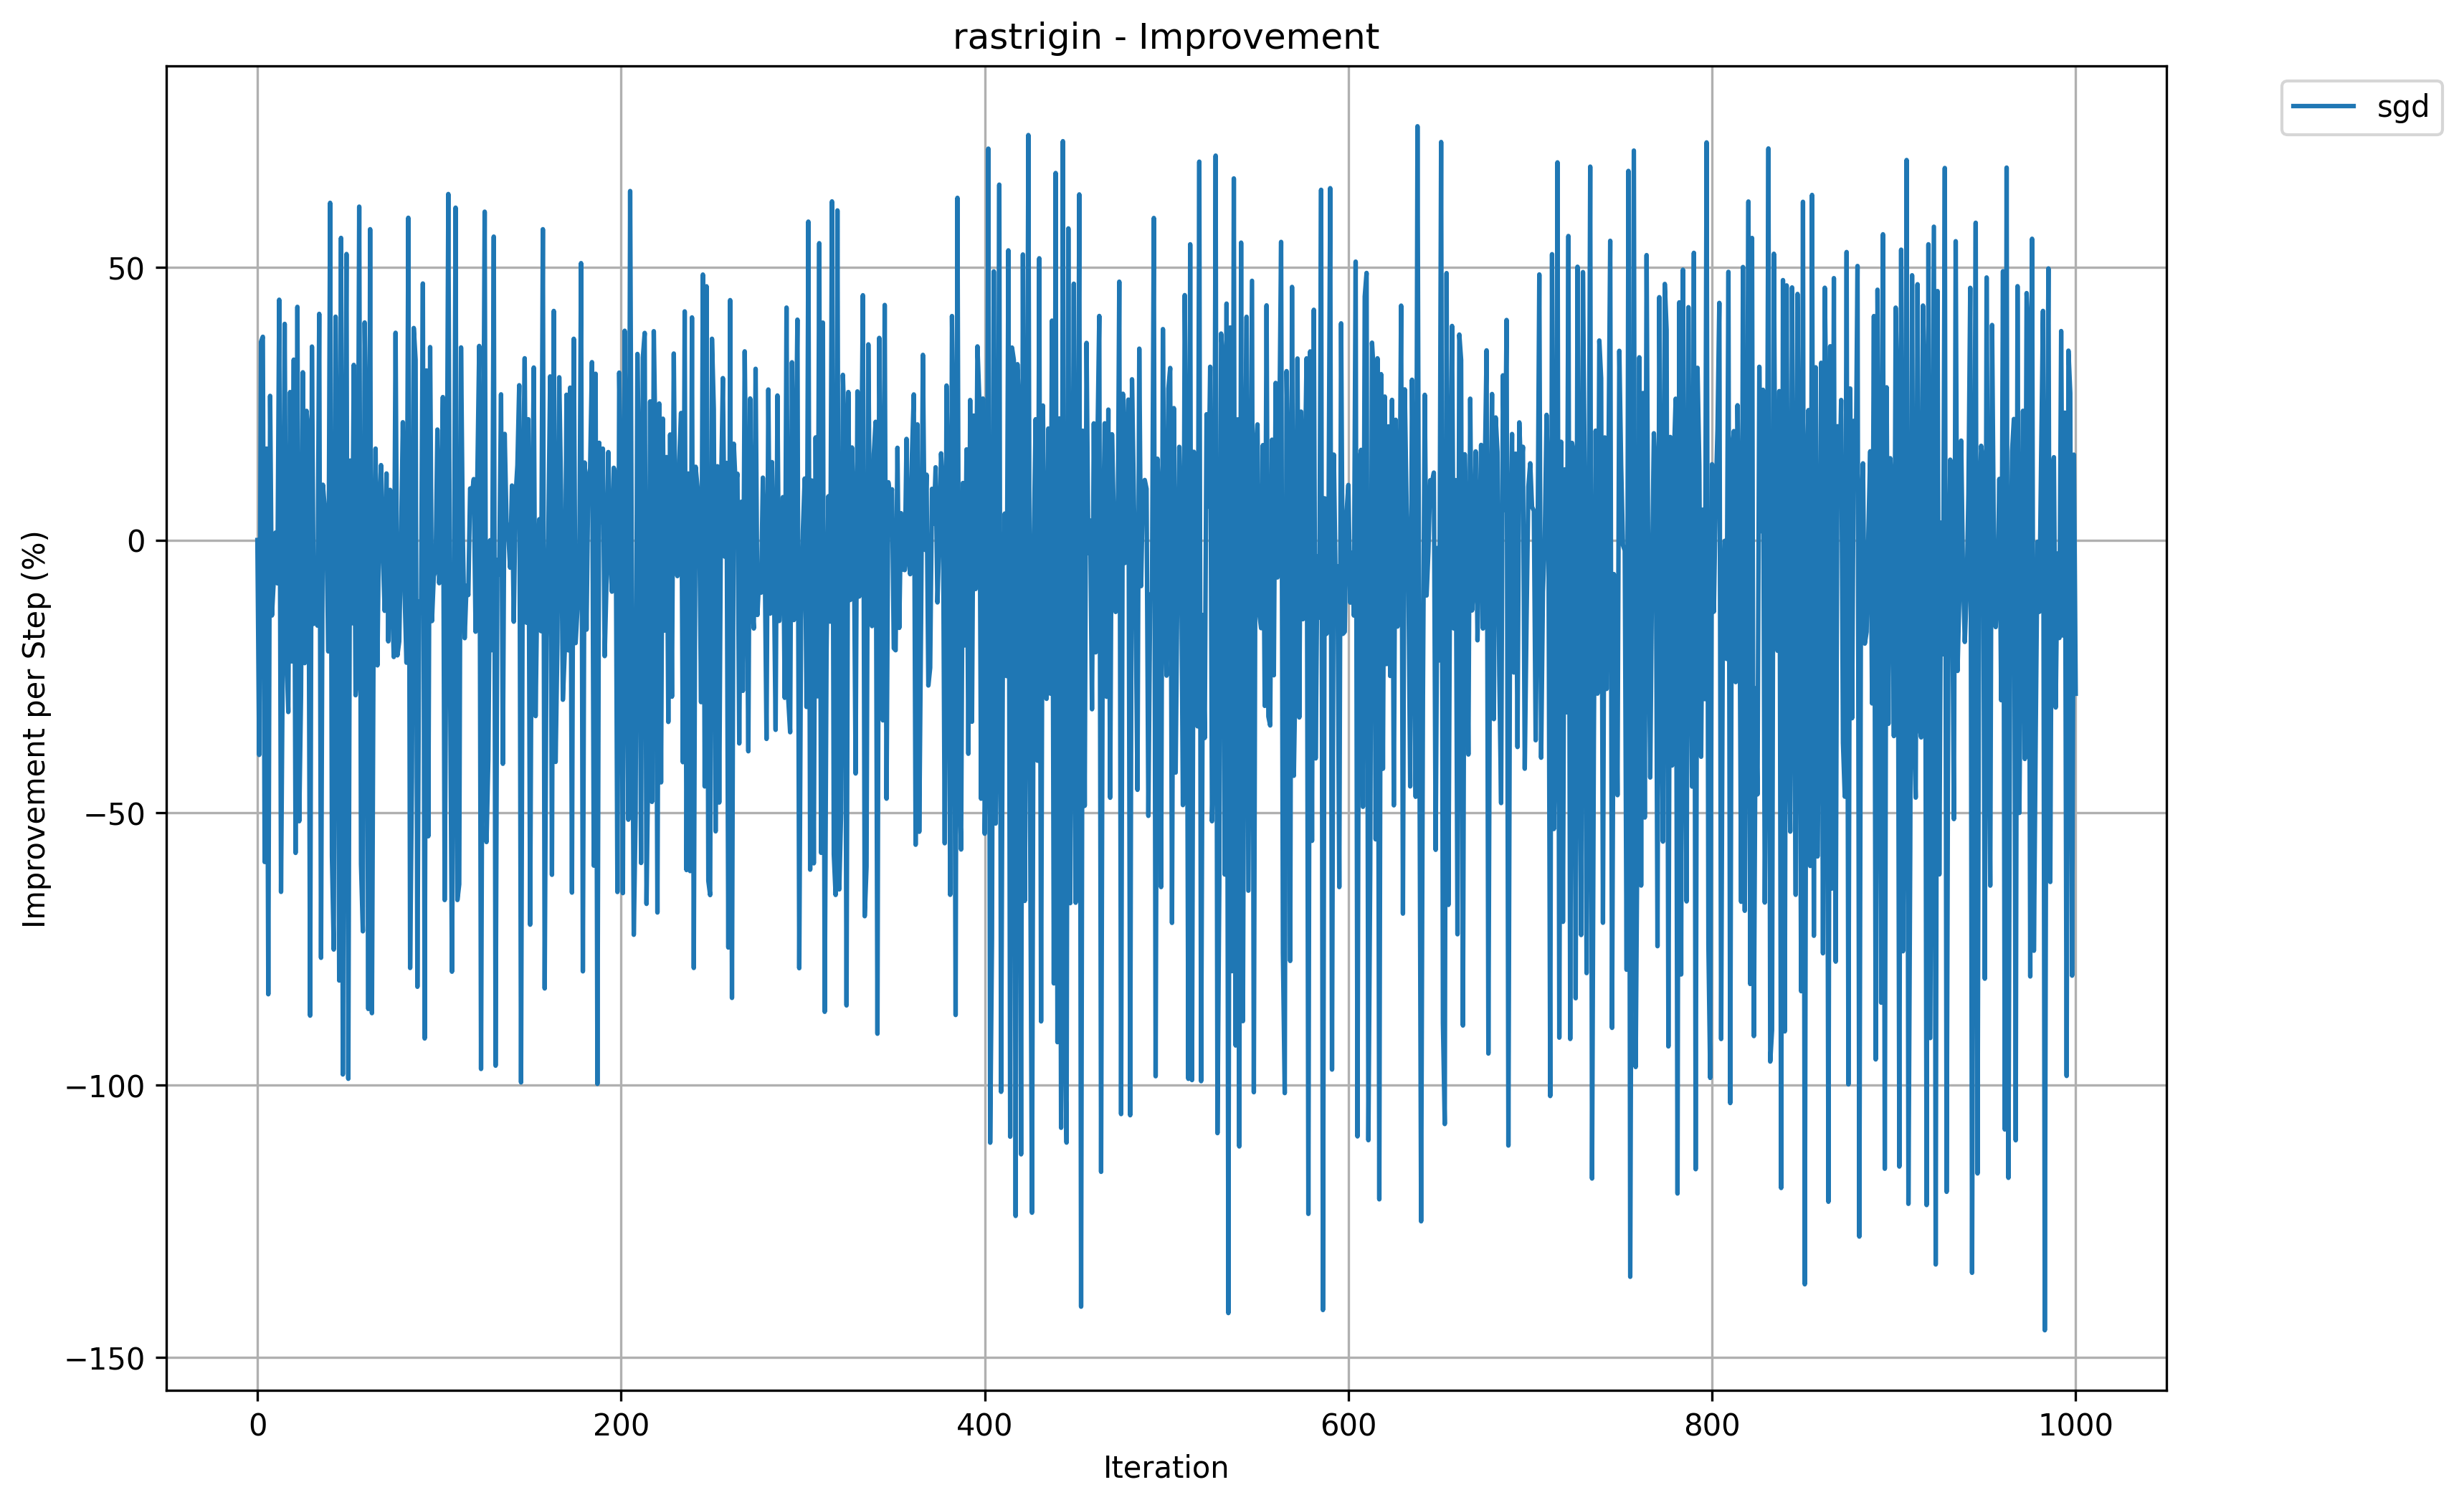 rastrigin - Improvement
sgd
Improvement per Step (%)
50
0
−50
−100
−150
0 200 400 600 800 1000
Iteration